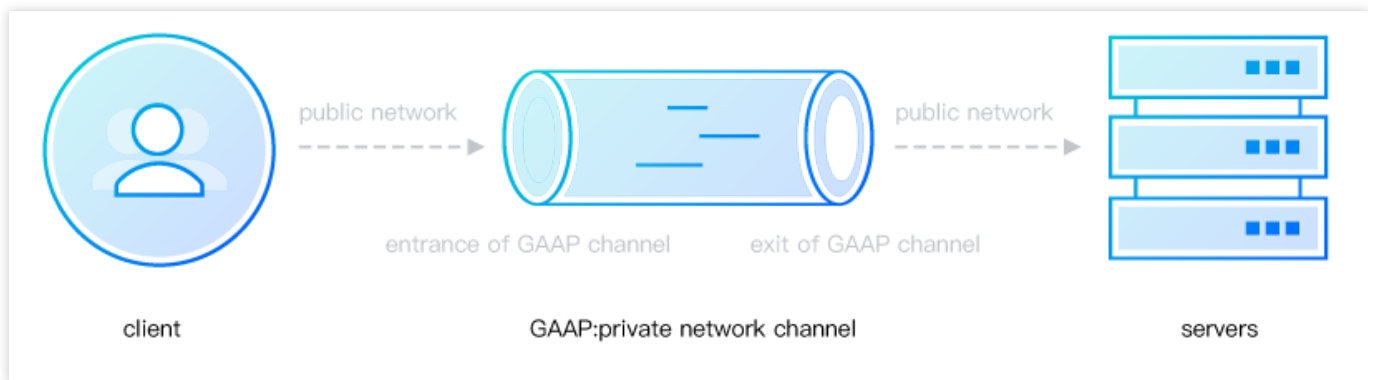 public network
public network
entrance of GAAP channel
exit of GAAP channel
client
GAAP:private network channel
servers